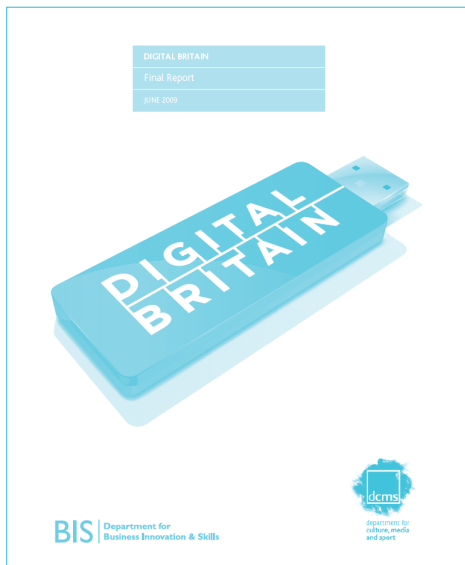 DIGITAL BRITAIN
Final Report
JUNE 2009
DIGITAL
BRITAIN
dcms
department for
culture, media
and sport
BIS
Department for
Business Innovation & Skills